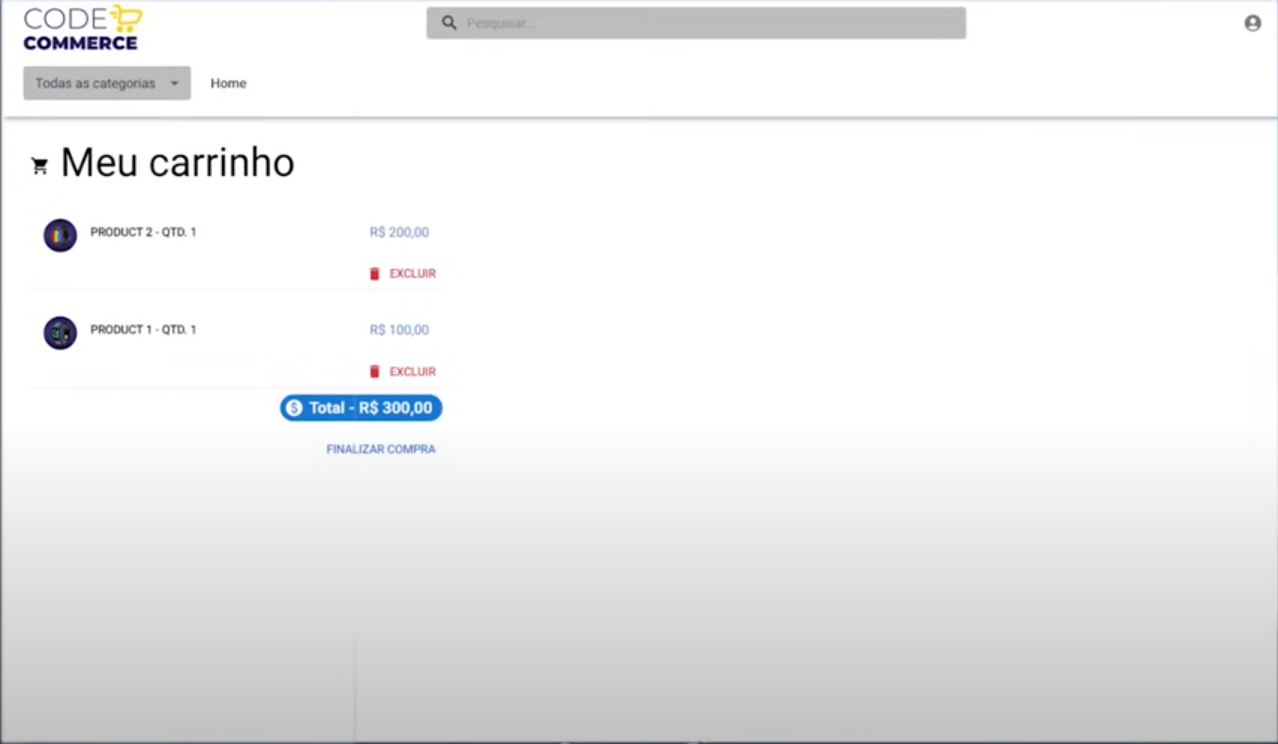 CODE
COMMERCE
Pesquisar...
Todas as categorias
Home
Meu carrinho
PRODUCT 2 - QTD. 1
R$ 200,00
EXCLUIR
PRODUCT 1 - QTD. 1
R$ 100,00
EXCLUIR
$ Total - R$ 300,00
FINALIZAR COMPRA